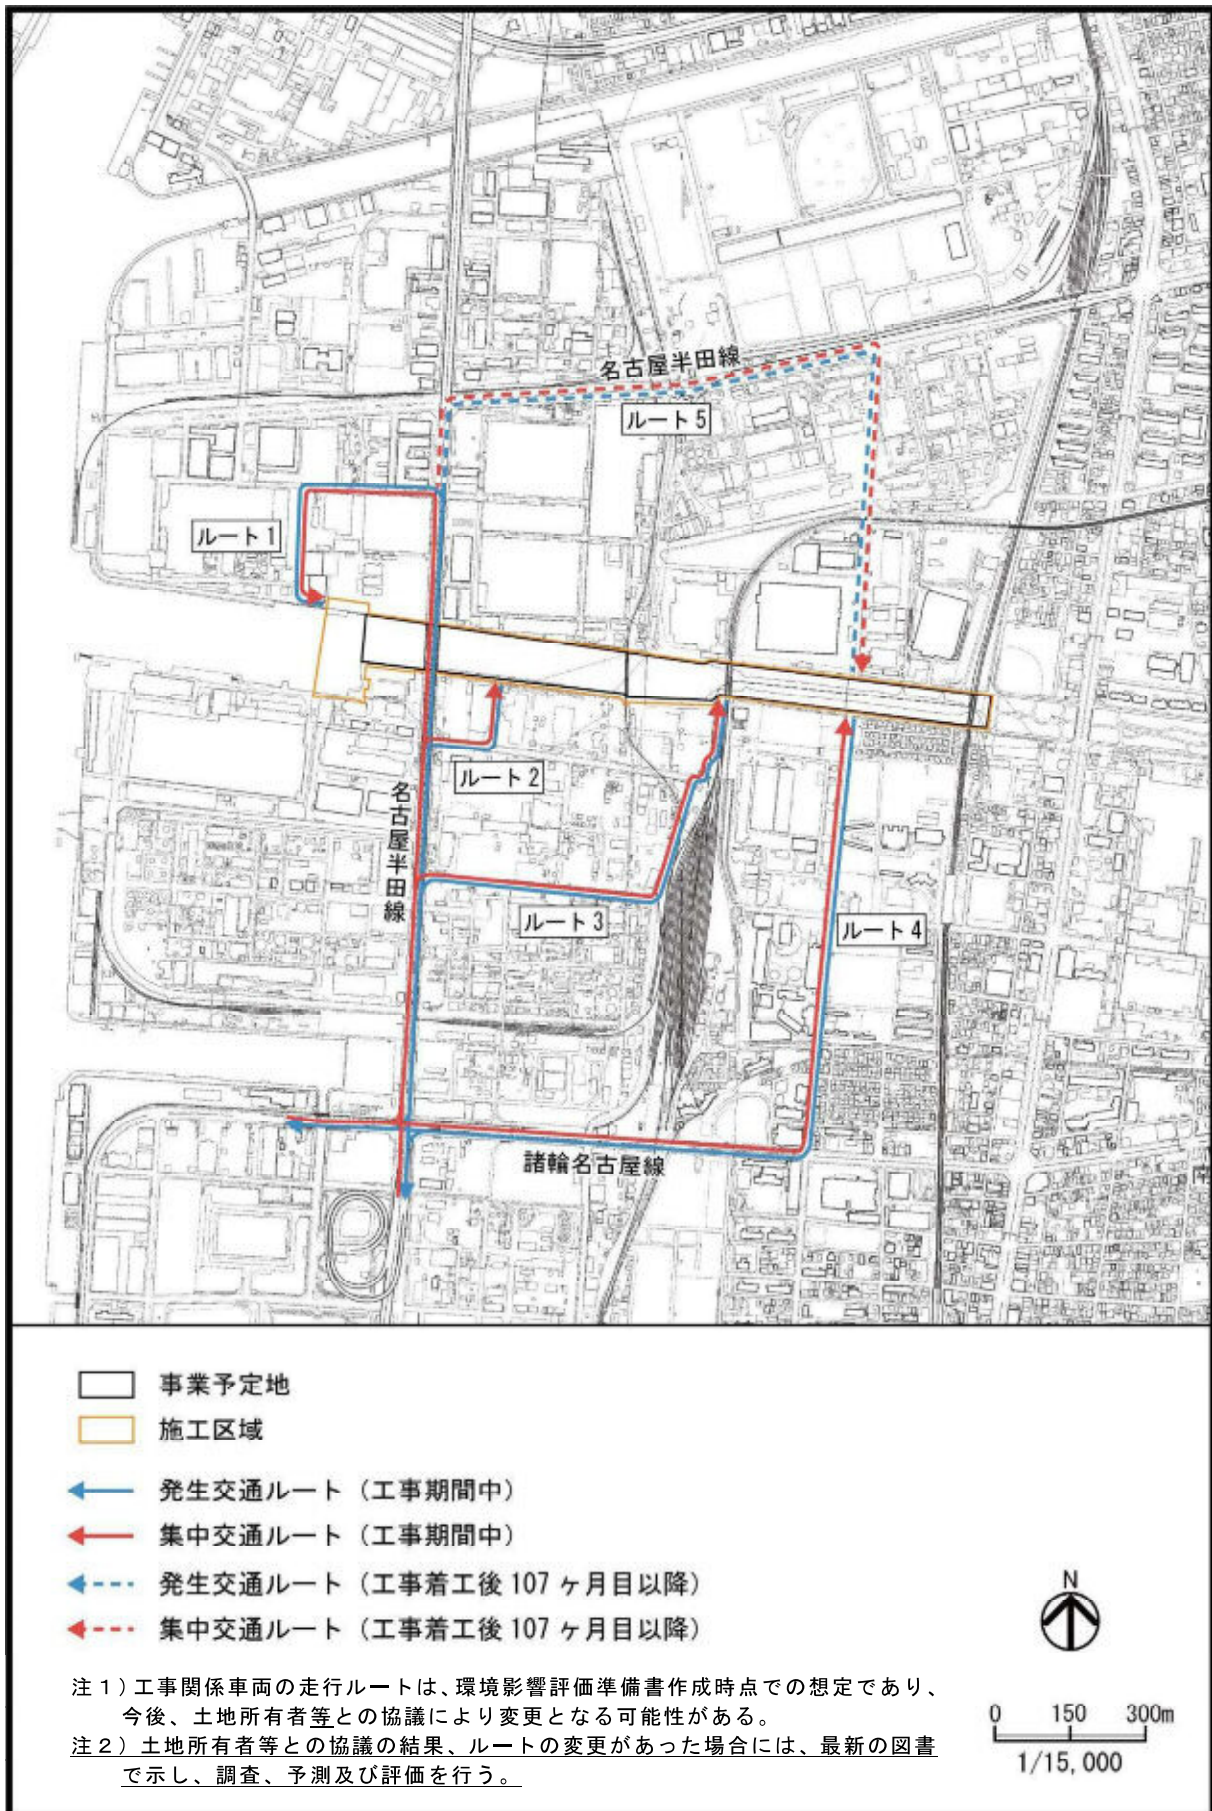 名古屋半田線
ルート5
ルート1
ルート2
名古屋半田線
ルート3
ルート4
諸輪名古屋線
事業予定地
施工区域
発生交通ルート（工事期間中）
集中交通ルート（工事期間中）
発生交通ルート（工事着工後 107 ヶ月目以降）
集中交通ルート（工事着工後 107 ヶ月目以降）
N
0 150 300m
1/15,000
注１）工事関係車両の走行ルートは、環境影響評価準備書作成時点での想定であり、
今後、土地所有者等との協議により変更となる可能性がある。
注２）土地所有者等との協議の結果、ルートの変更があった場合には、最新の図書
で示し、調査、予測及び評価を行う。